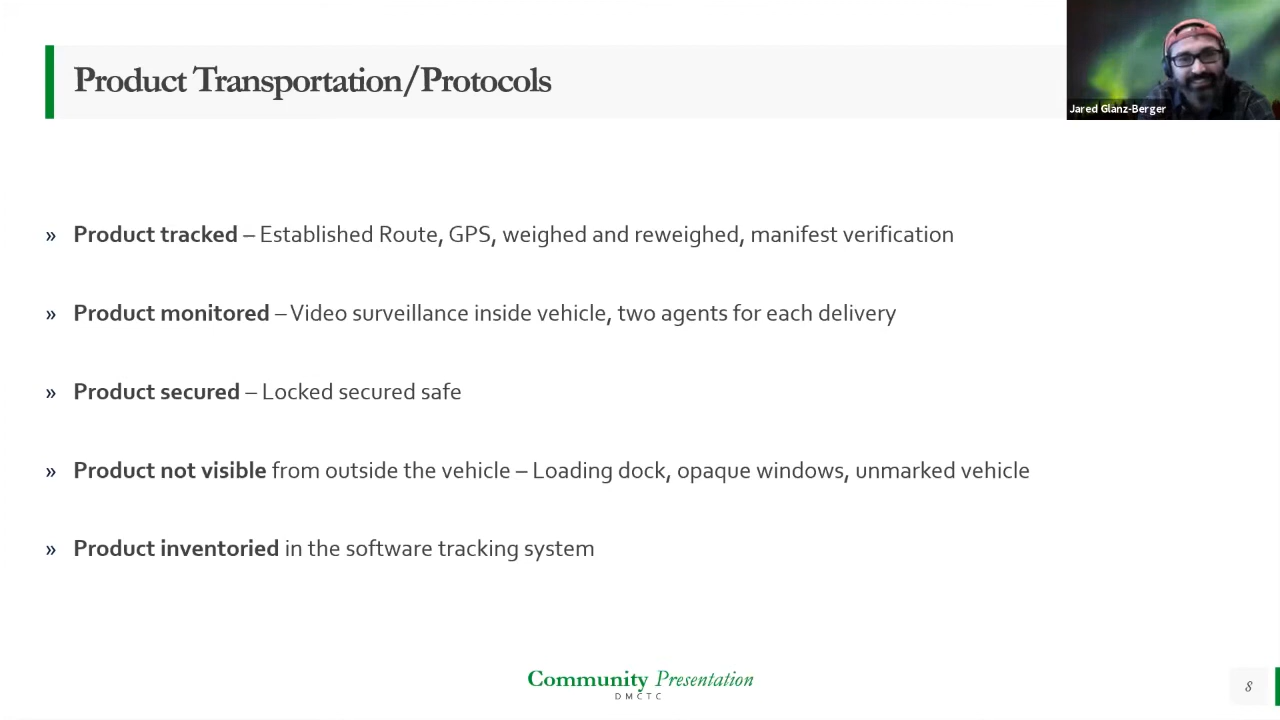 Product Transportation/Protocols
Jared Glanz-Berger
» Product tracked – Established Route, GPS, weighed and reweighed, manifest verification
» Product monitored – Video surveillance inside vehicle, two agents for each delivery
» Product secured – Locked secured safe
» Product not visible from outside the vehicle – Loading dock, opaque windows, unmarked vehicle
» Product inventoried in the software tracking system
Community Presentation
DMCTC
8